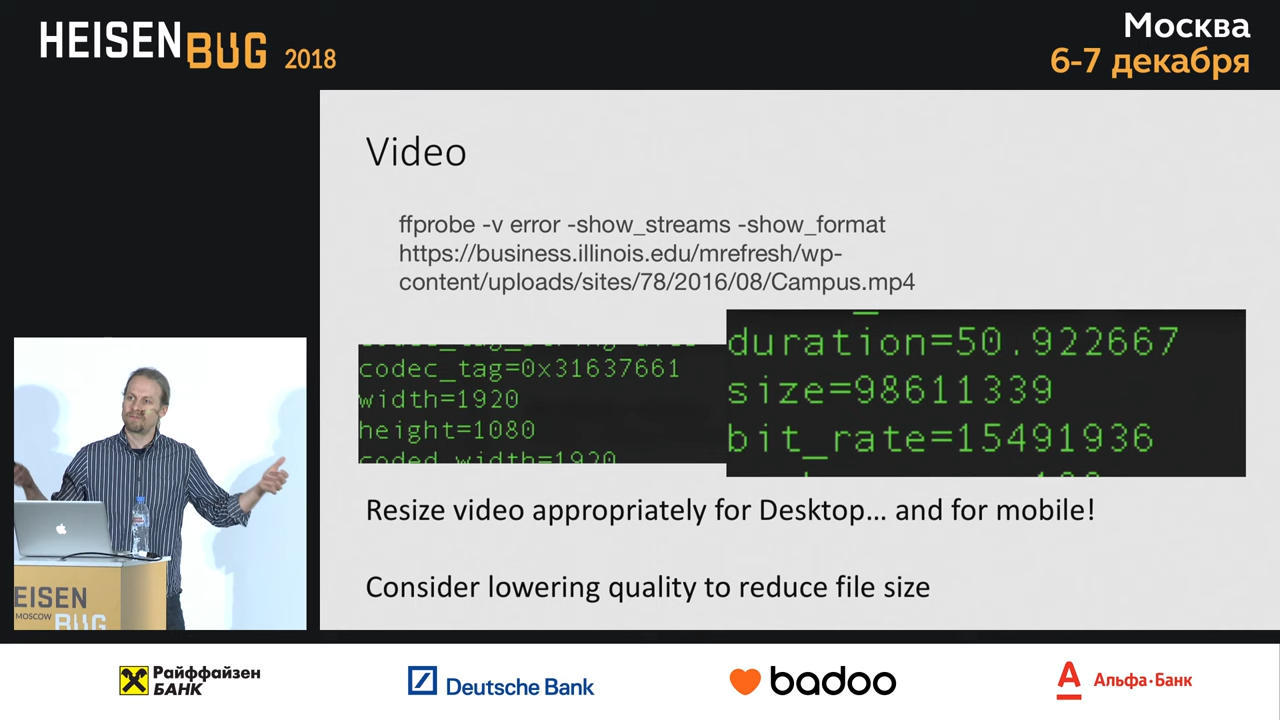 HEISENBUG 2018
Москва
6-7 декабря
Video
ffprobe -v error -show_streams -show_format
https://business.illinois.edu/mrefresh/wp-
content/uploads/sites/78/2016/08/Campus.mp4
codec_tag=0x31637661
width=1920
height=1080
coded_width=1920
duration=50.922667
size=98611339
bit_rate=15491936
Resize video appropriately for Desktop... and for mobile!
Consider lowering quality to reduce file size
EISEN
MOSCOW
BUG
Райффайзен
БАНК
Deutsche Bank
badoo
Альфа·Банк